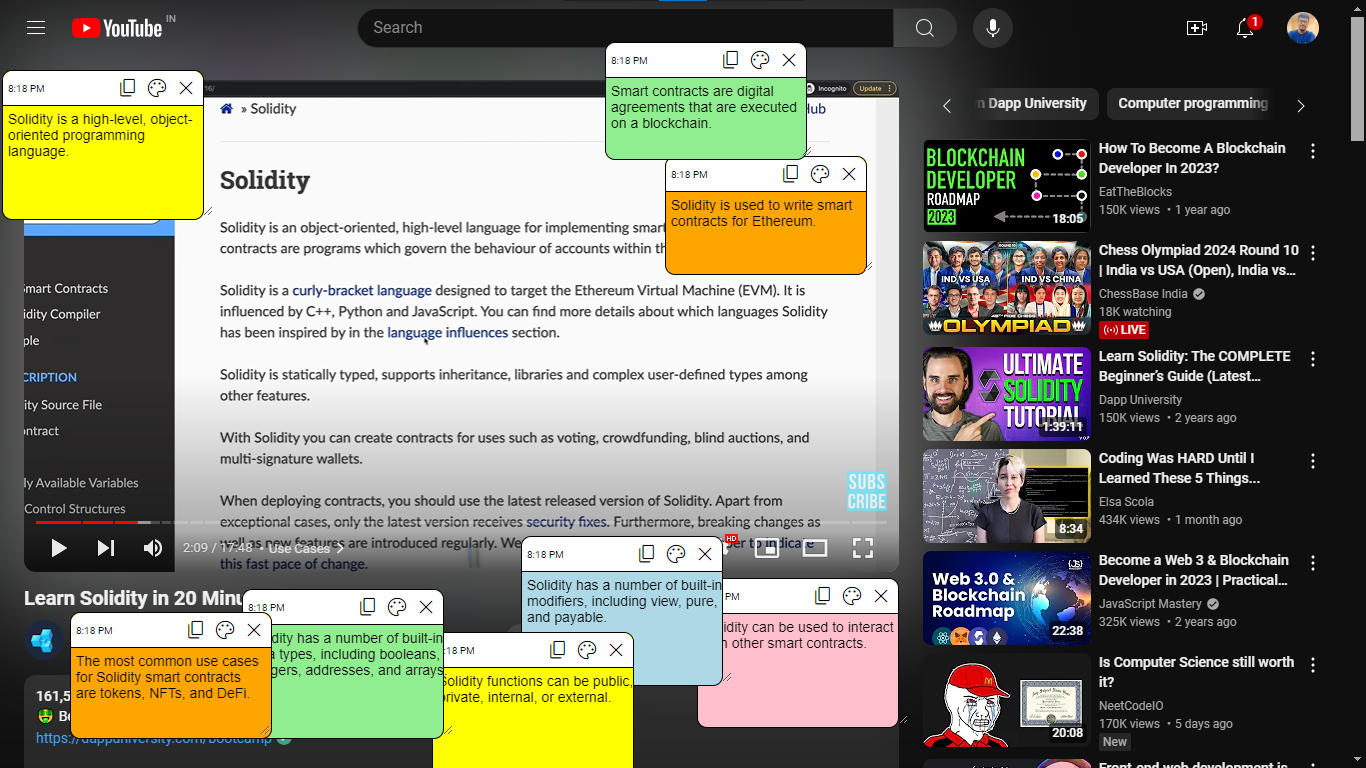 YouTube IN
Search
1
8:18 PM
Solidity is a high-level, object-
oriented programming
language.
8:18 PM
Smart contracts are digital
agreements that are executed
on a blockchain.
8:18 PM
Solidity is used to write smart
contracts for Ethereum.
16/
Incognito
Update
» Solidity
Hub
Solidity
Solidity is an object-oriented, high-level language for implementing smart
contracts are programs which govern the behaviour of accounts within th
Solidity is a curly-bracket language designed to target the Ethereum Virtual Machine (EVM). It is
influenced by C++, Python and JavaScript. You can find more details about which languages Solidity
has been inspired by in the language influences section.
Solidity is statically typed, supports inheritance, libraries and complex user-defined types among
other features.
With Solidity you can create contracts for uses such as voting, crowdfunding, blind auctions, and
multi-signature wallets.
When deploying contracts, you should use the latest released version of Solidity. Apart from
exceptional cases, only the latest version receives security fixes. Furthermore, breaking changes as
well as new features are introduced regularly. We
er to indicate
this fast pace of change.
mart Contracts
idity Compiler
ple
CRIPTION
ity Source File
ntract
ly Available Variables
Control Structures
SUBS
CRIBE
2:09 / 17:48 • Use Cases
HD
Learn Solidity in 20 Minu
8:18 PM
The most common use cases
for Solidity smart contracts
are tokens, NFTs, and DeFi.
8:18 PM
idity has a number of built-in
a types, including booleans,
gers, addresses, and arrays
:18 PM
Solidity functions can be public,
private, internal, or external.
8:18 PM
Solidity has a number of built-in
modifiers, including view, pure,
and payable.
PM
idity can be used to interact
n other smart contracts.
161,5
Be
https://dappuniversity.com/bootcamp
n Dapp University
Computer programming
BLOCKCHAIN
DEVELOPER
ROADMAP
2023
18:05
How To Become A Blockchain
Developer In 2023?
EatTheBlocks
150K views • 1 year ago
IND VS USA
IND VS CHINA
OLYMPIAD
Chess Olympiad 2024 Round 10
| India vs USA (Open), India vs...
ChessBase India
18K watching
LIVE
ULTIMATE
SOLIDITY
TUTORIAL
1:39:11
Learn Solidity: The COMPLETE
Beginner’s Guide (Latest...
Dapp University
150K views • 2 years ago
8:34
Coding Was HARD Until I
Learned These 5 Things...
Elsa Scola
434K views • 1 month ago
Web 3.0 &
Blockchain
Roadmap
22:38
Become a Web 3 & Blockchain
Developer in 2023 | Practical...
JavaScript Mastery
325K views • 2 years ago
20:08
Is Computer Science still worth
it?
NeetCodeIO
170K views • 5 days ago
New
Front-end web development is